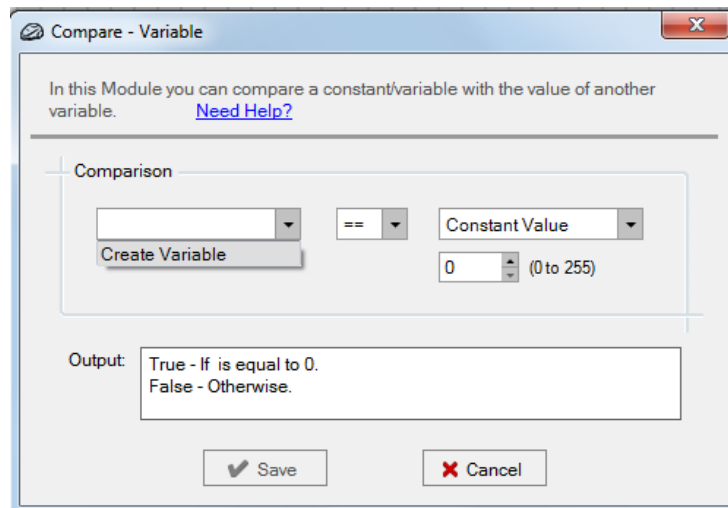 Compare - Variable
In this Module you can compare a constant/variable with the value of another
variable. Need Help?
Comparison
== Constant Value
Create Variable
0 (0 to 255)
Output: True - If is equal to 0.
False - Otherwise.
Save Cancel